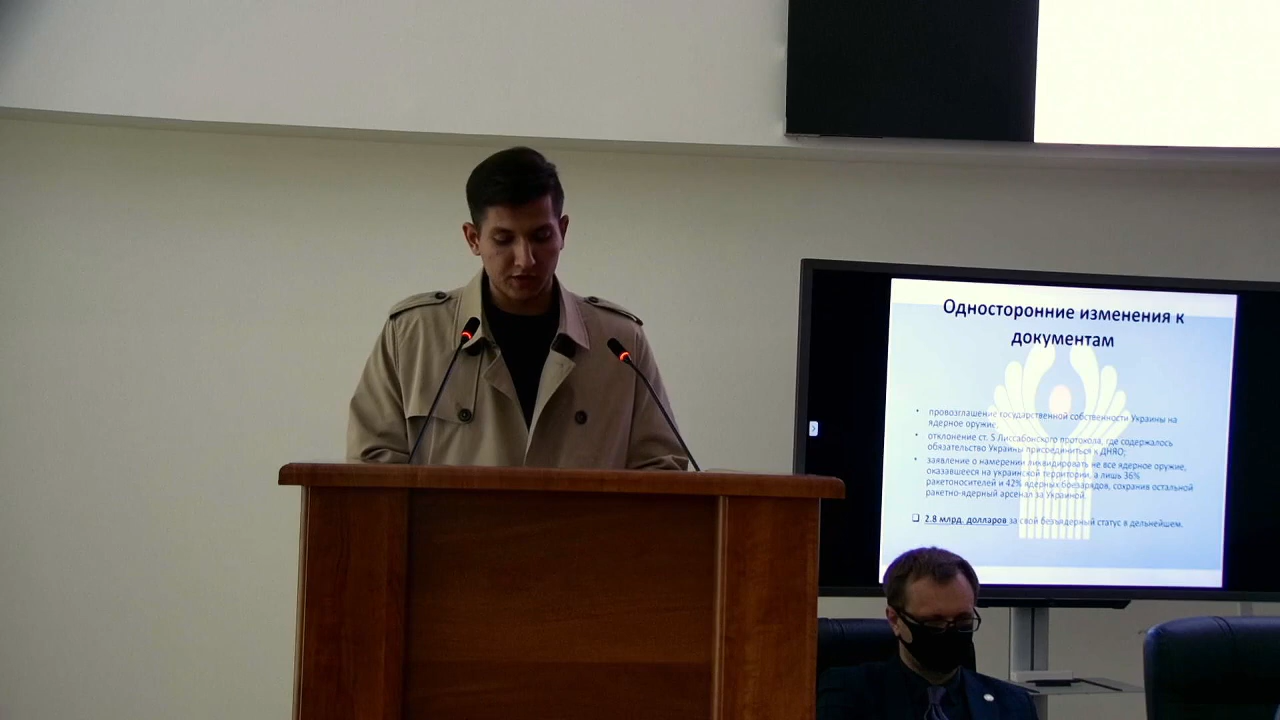 Односторонние изменения к
документам
• провозглашение государственной собственности Украины на
ядерное оружие;
• отклонение ст. 5 Лиссабонского протокола, где содержалось
обязательство Украины присоединиться к ДНЯО;
• заявление о намерении ликвидировать не все ядерное оружие,
оказавшееся на украинской территории, а лишь 36%
ракетоносителей и 42% ядерных боезарядов, сохранив остальной
ракетно-ядерный арсенал за Украиной.
❑ 2.8 млрд. долларов за свой безъядерный статус в дальнейшем.